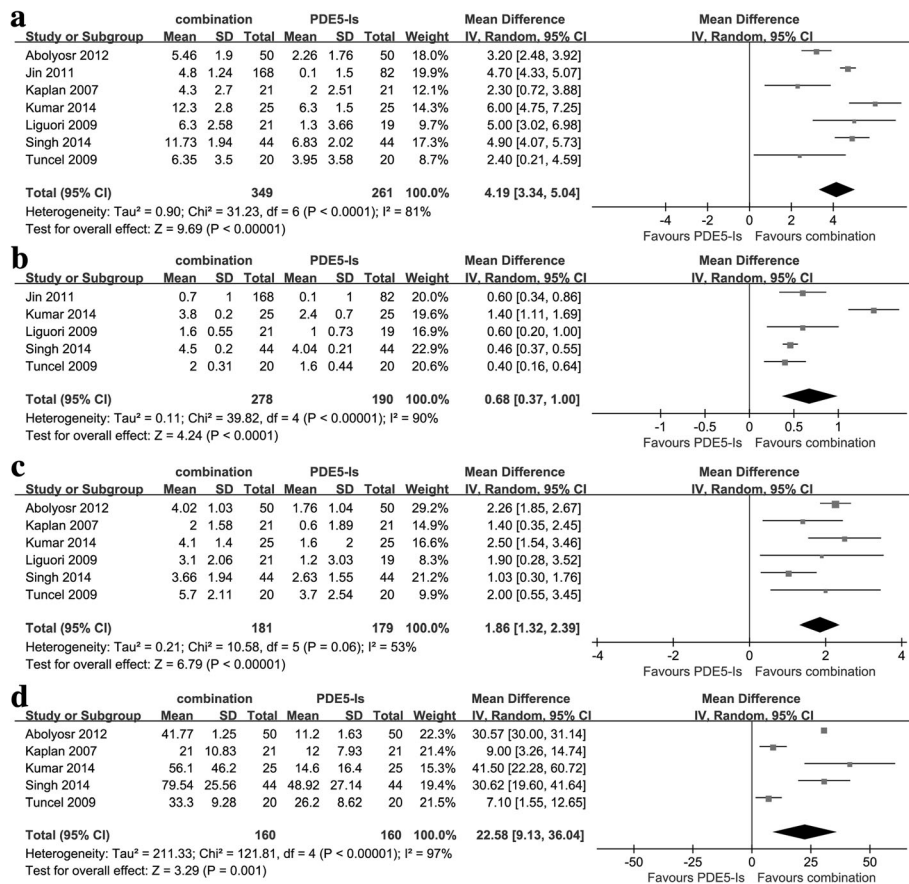 a
combination PDE5-Is Mean Difference Mean Difference
Study or Subgroup Mean SD Total Mean SD Total Weight IV, Random, 95% CI IV, Random, 95% CI
Abolyosr 2012 5.46 1.9 50 2.26 1.76 50 18.0% 3.20 [2.48, 3.92]
Jin 2011 4.8 1.24 168 0.1 1.5 82 19.9% 4.70 [4.33, 5.07]
Kaplan 2007 4.3 2.7 21 2 2.51 21 12.1% 2.30 [0.72, 3.88]
Kumar 2014 12.3 2.8 25 6.3 1.5 25 14.3% 6.00 [4.75, 7.25]
Liguori 2009 6.3 2.58 21 1.3 3.66 19 9.7% 5.00 [3.02, 6.98]
Singh 2014 11.73 1.94 44 6.83 2.02 44 17.3% 4.90 [4.07, 5.73]
Tuncel 2009 6.35 3.5 20 3.95 3.58 20 8.7% 2.40 [0.21, 4.59]
Total (95% CI) 349 261 100.0% 4.19 [3.34, 5.04]
Heterogeneity: Tau² = 0.90; Chi² = 31.23, df = 6 (P < 0.0001); I² = 81%
Test for overall effect: Z = 9.69 (P < 0.00001)
-4 -2 0 2 4
Favours PDE5-Is Favours combination
b
combination PDE5-Is Mean Difference Mean Difference
Study or Subgroup Mean SD Total Mean SD Total Weight IV, Random, 95% CI IV, Random, 95% CI
Jin 2011 0.7 1 168 0.1 1 82 20.0% 0.60 [0.34, 0.86]
Kumar 2014 3.8 0.2 25 2.4 0.7 25 19.6% 1.40 [1.11, 1.69]
Liguori 2009 1.6 0.55 21 1 0.73 19 16.9% 0.60 [0.20, 1.00]
Singh 2014 4.5 0.2 44 4.04 0.21 44 22.9% 0.46 [0.37, 0.55]
Tuncel 2009 2 0.31 20 1.6 0.44 20 20.6% 0.40 [0.16, 0.64]
Total (95% CI) 278 190 100.0% 0.68 [0.37, 1.00]
Heterogeneity: Tau² = 0.11; Chi² = 39.82, df = 4 (P < 0.00001); I² = 90%
Test for overall effect: Z = 4.24 (P < 0.0001)
-1 -0.5 0 0.5 1
Favours PDE5-Is Favours combination
c
combination PDE5-Is Mean Difference Mean Difference
Study or Subgroup Mean SD Total Mean SD Total Weight IV, Random, 95% CI IV, Random, 95% CI
Abolyosr 2012 4.02 1.03 50 1.76 1.04 50 29.2% 2.26 [1.85, 2.67]
Kaplan 2007 2 1.58 21 0.6 1.89 21 14.9% 1.40 [0.35, 2.45]
Kumar 2014 4.1 1.4 25 1.6 2 25 16.6% 2.50 [1.54, 3.46]
Liguori 2009 3.1 2.06 21 1.2 3.03 19 8.3% 1.90 [0.28, 3.52]
Singh 2014 3.66 1.94 44 2.63 1.55 44 21.2% 1.03 [0.30, 1.76]
Tuncel 2009 5.7 2.11 20 3.7 2.54 20 9.9% 2.00 [0.55, 3.45]
Total (95% CI) 181 179 100.0% 1.86 [1.32, 2.39]
Heterogeneity: Tau² = 0.21; Chi² = 10.58, df = 5 (P = 0.06); I² = 53%
Test for overall effect: Z = 6.79 (P < 0.00001)
-4 -2 0 2 4
Favours PDE5-Is Favours combination
d
combination PDE5-Is Mean Difference Mean Difference
Study or Subgroup Mean SD Total Mean SD Total Weight IV, Random, 95% CI IV, Random, 95% CI
Abolyosr 2012 41.77 1.25 50 11.2 1.63 50 22.3% 30.57 [30.00, 31.14]
Kaplan 2007 21 10.83 21 12 7.93 21 21.4% 9.00 [3.26, 14.74]
Kumar 2014 56.1 46.2 25 14.6 16.4 25 15.3% 41.50 [22.28, 60.72]
Singh 2014 79.54 25.56 44 48.92 27.14 44 19.4% 30.62 [19.60, 41.64]
Tuncel 2009 33.3 9.28 20 26.2 8.62 20 21.5% 7.10 [1.55, 12.65]
Total (95% CI) 160 160 100.0% 22.58 [9.13, 36.04]
Heterogeneity: Tau² = 211.33; Chi² = 121.81, df = 4 (P < 0.00001); I² = 97%
Test for overall effect: Z = 3.29 (P = 0.001)
-50 -25 0 25 50
Favours PDE5-Is Favours combination